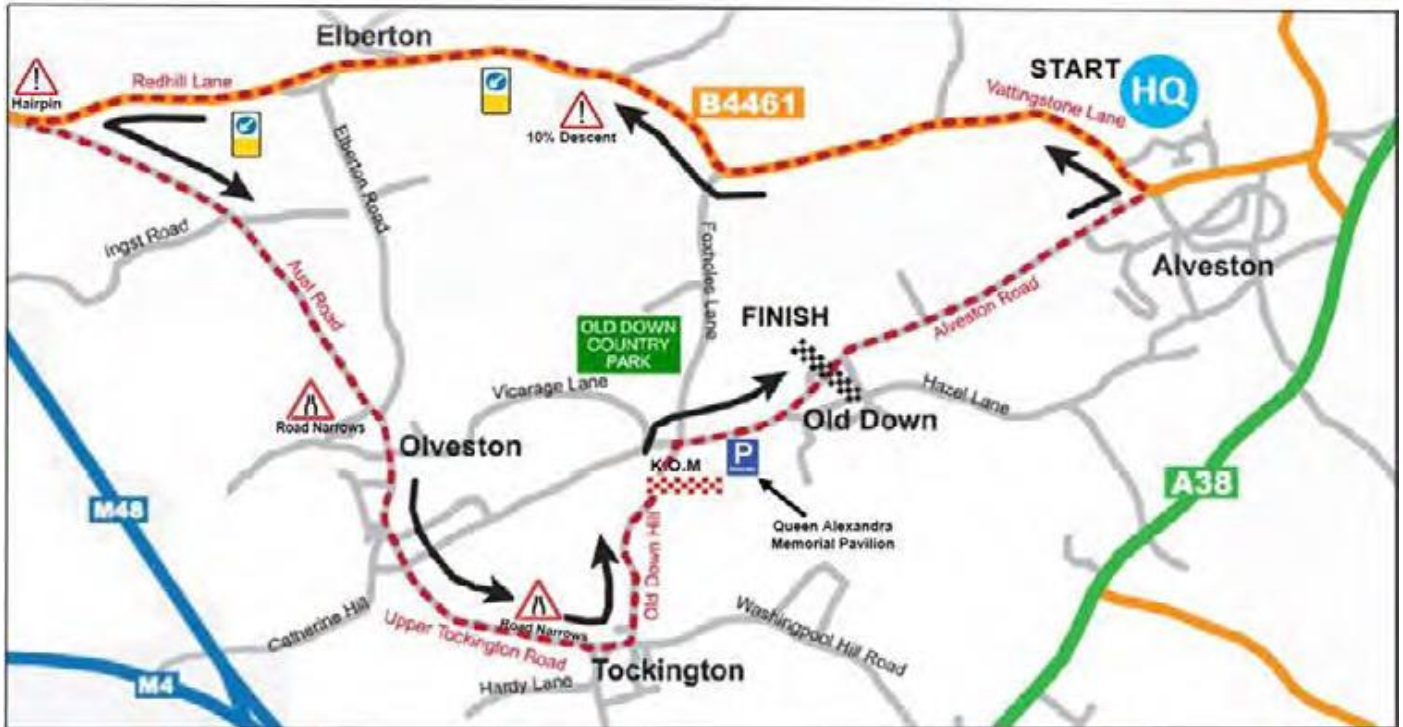 Elberton
START
HQ
Vattingstone Lane
Redhill Lane
Hairpin
B4461
10% Descent
Elberton Road
Ingst Road
Foxholes Lane
Alveston
Aust Road
Alveston Road
FINISH
OLD DOWN
COUNTRY
PARK
Vicarage Lane
Hazel Lane
Road Narrows
Olveston
Old Down
K.O.M
P
A38
M48
Queen Alexandra
Memorial Pavilion
Old Down Hill
Catherine Hill
Road Narrows
Upper Tockington Road
Washingpool Hill Road
Tockington
M4
Hardy Lane